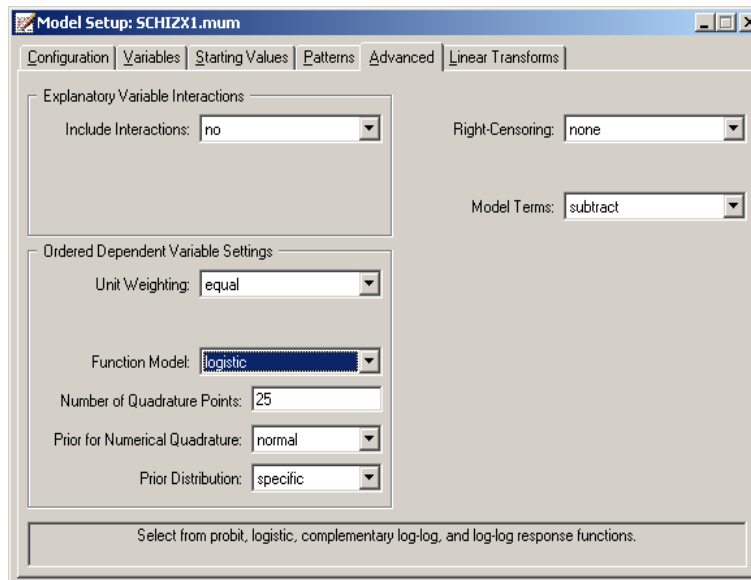 Model Setup: SCHIZX1.mum
Configuration Variables Starting Values Patterns Advanced Linear Transforms
Explanatory Variable Interactions
Include Interactions: no
Right-Censoring: none
Model Terms: subtract
Ordered Dependent Variable Settings
Unit Weighting: equal
Function Model: logistic
Number of Quadrature Points: 25
Prior for Numerical Quadrature: normal
Prior Distribution: specific
Select from probit, logistic, complementary log-log, and log-log response functions.